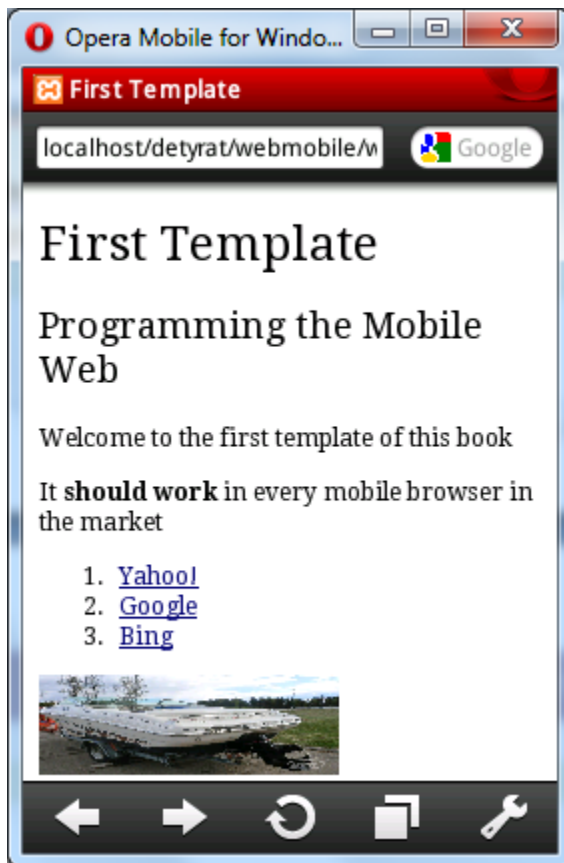 Opera Mobile for Windo...
First Template
localhost/detyrat/webmobile/w
Google
First Template
Programming the Mobile
Web
Welcome to the first template of this book
It should work in every mobile browser in
the market
1. Yahoo!
2. Google
3. Bing